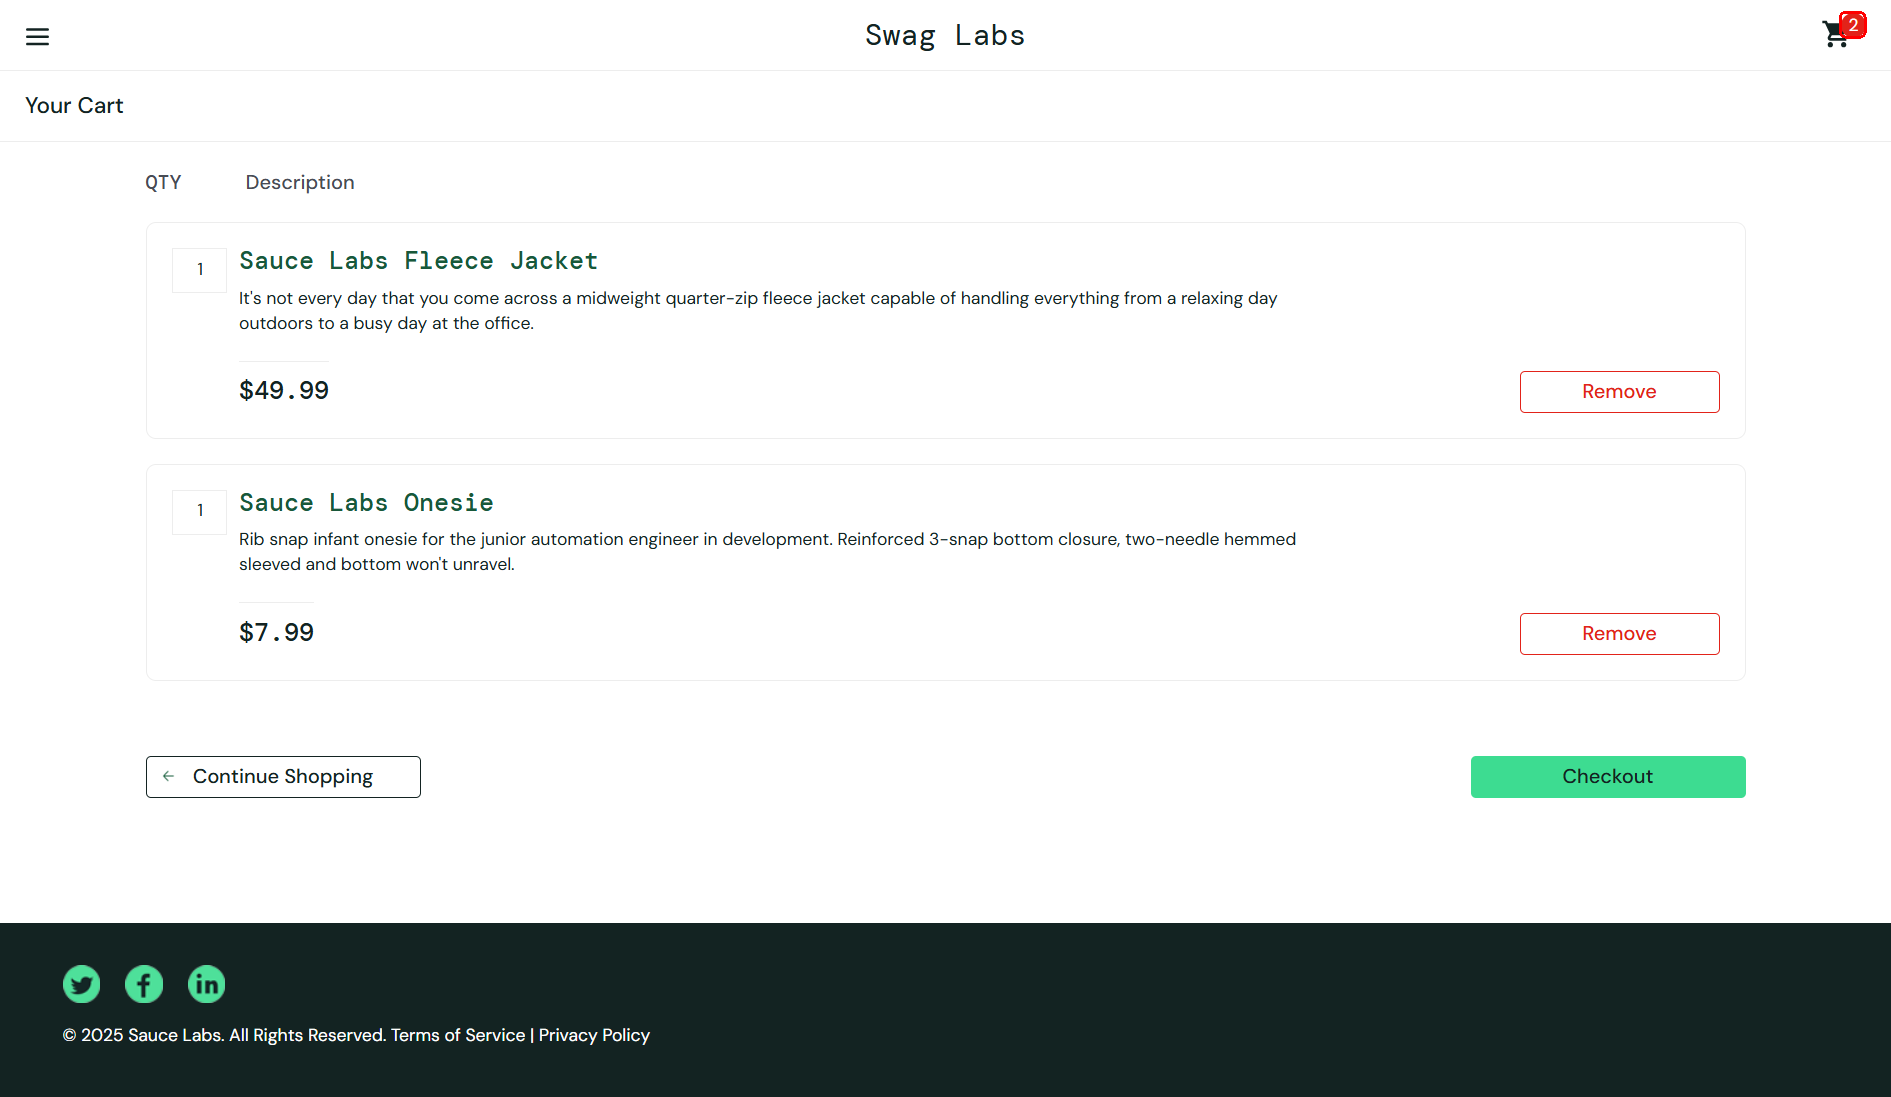 Swag Labs
2
Your Cart
QTY Description
1
Sauce Labs Fleece Jacket
It's not every day that you come across a midweight quarter-zip fleece jacket capable of handling everything from a relaxing day
outdoors to a busy day at the office.
$49.99
Remove
1
Sauce Labs Onesie
Rib snap infant onesie for the junior automation engineer in development. Reinforced 3-snap bottom closure, two-needle hemmed
sleeved and bottom won't unravel.
$7.99
Remove
Continue Shopping
Checkout
© 2025 Sauce Labs. All Rights Reserved. Terms of Service | Privacy Policy